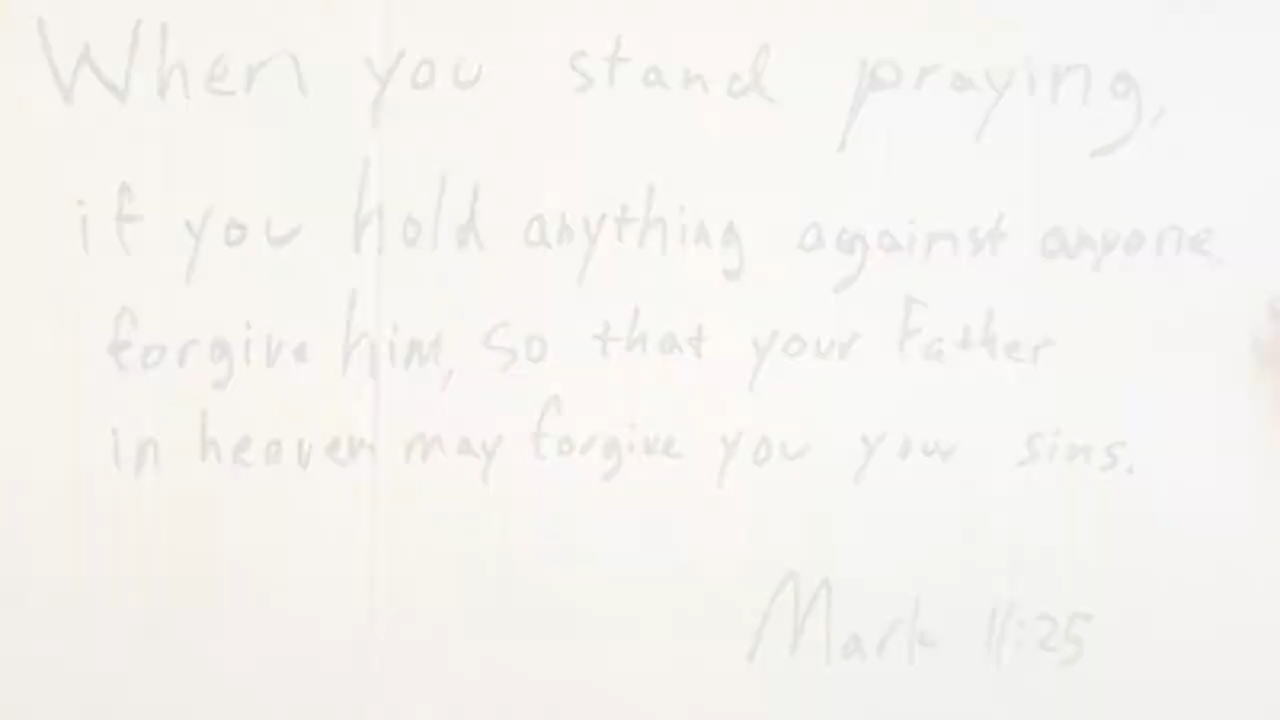 When you stand praying,
if you hold anything against anyone
forgive him, so that your Father
in heaven may forgive you your sins.
Mark 11:25